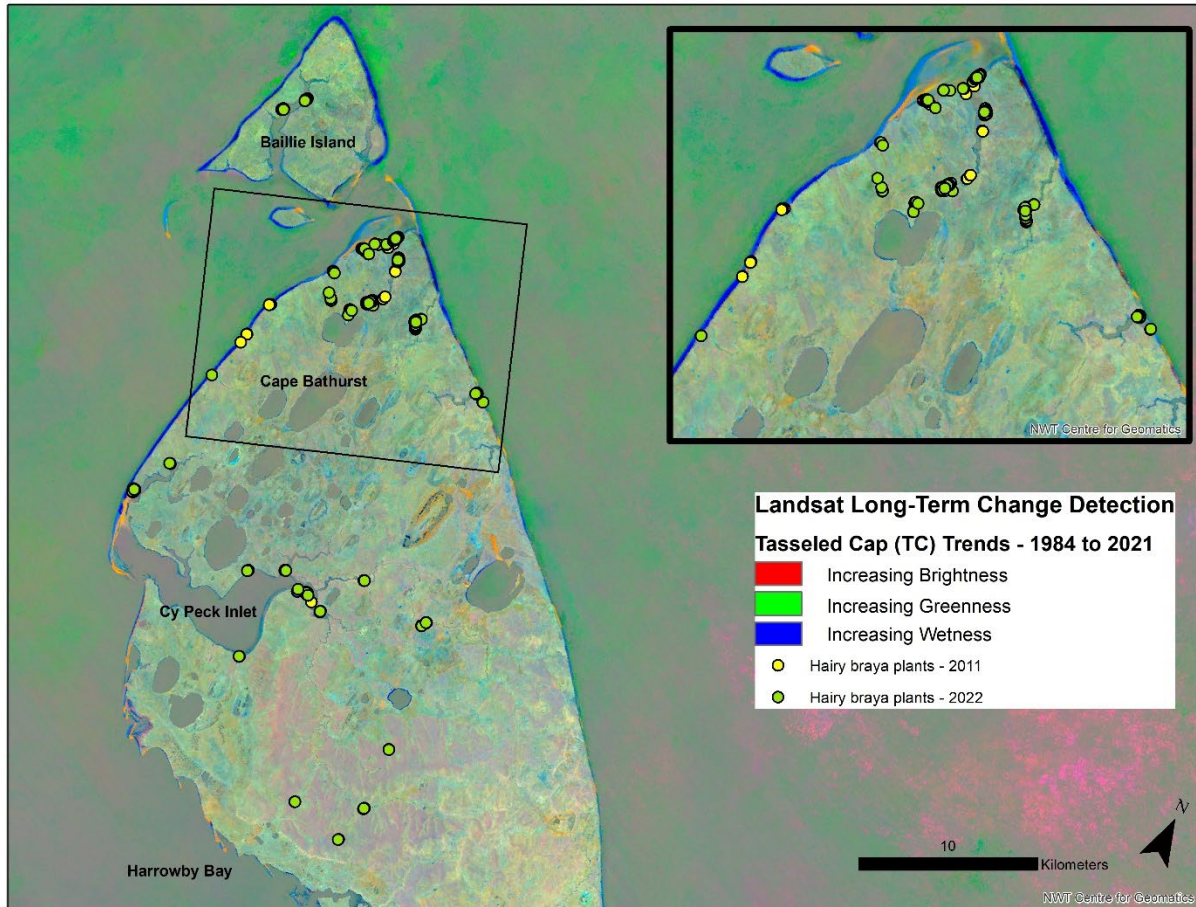 Baillie Island
Cape Bathurst
Cy Peck Inlet
Harrowby Bay
NWT Centre for Geomatics
Landsat Long-Term Change Detection
Tasseled Cap (TC) Trends - 1984 to 2021
Increasing Brightness
Increasing Greenness
Increasing Wetness
Hairy braya plants - 2011
Hairy braya plants - 2022
N
10
Kilometers
NWT Centre for Geomatics